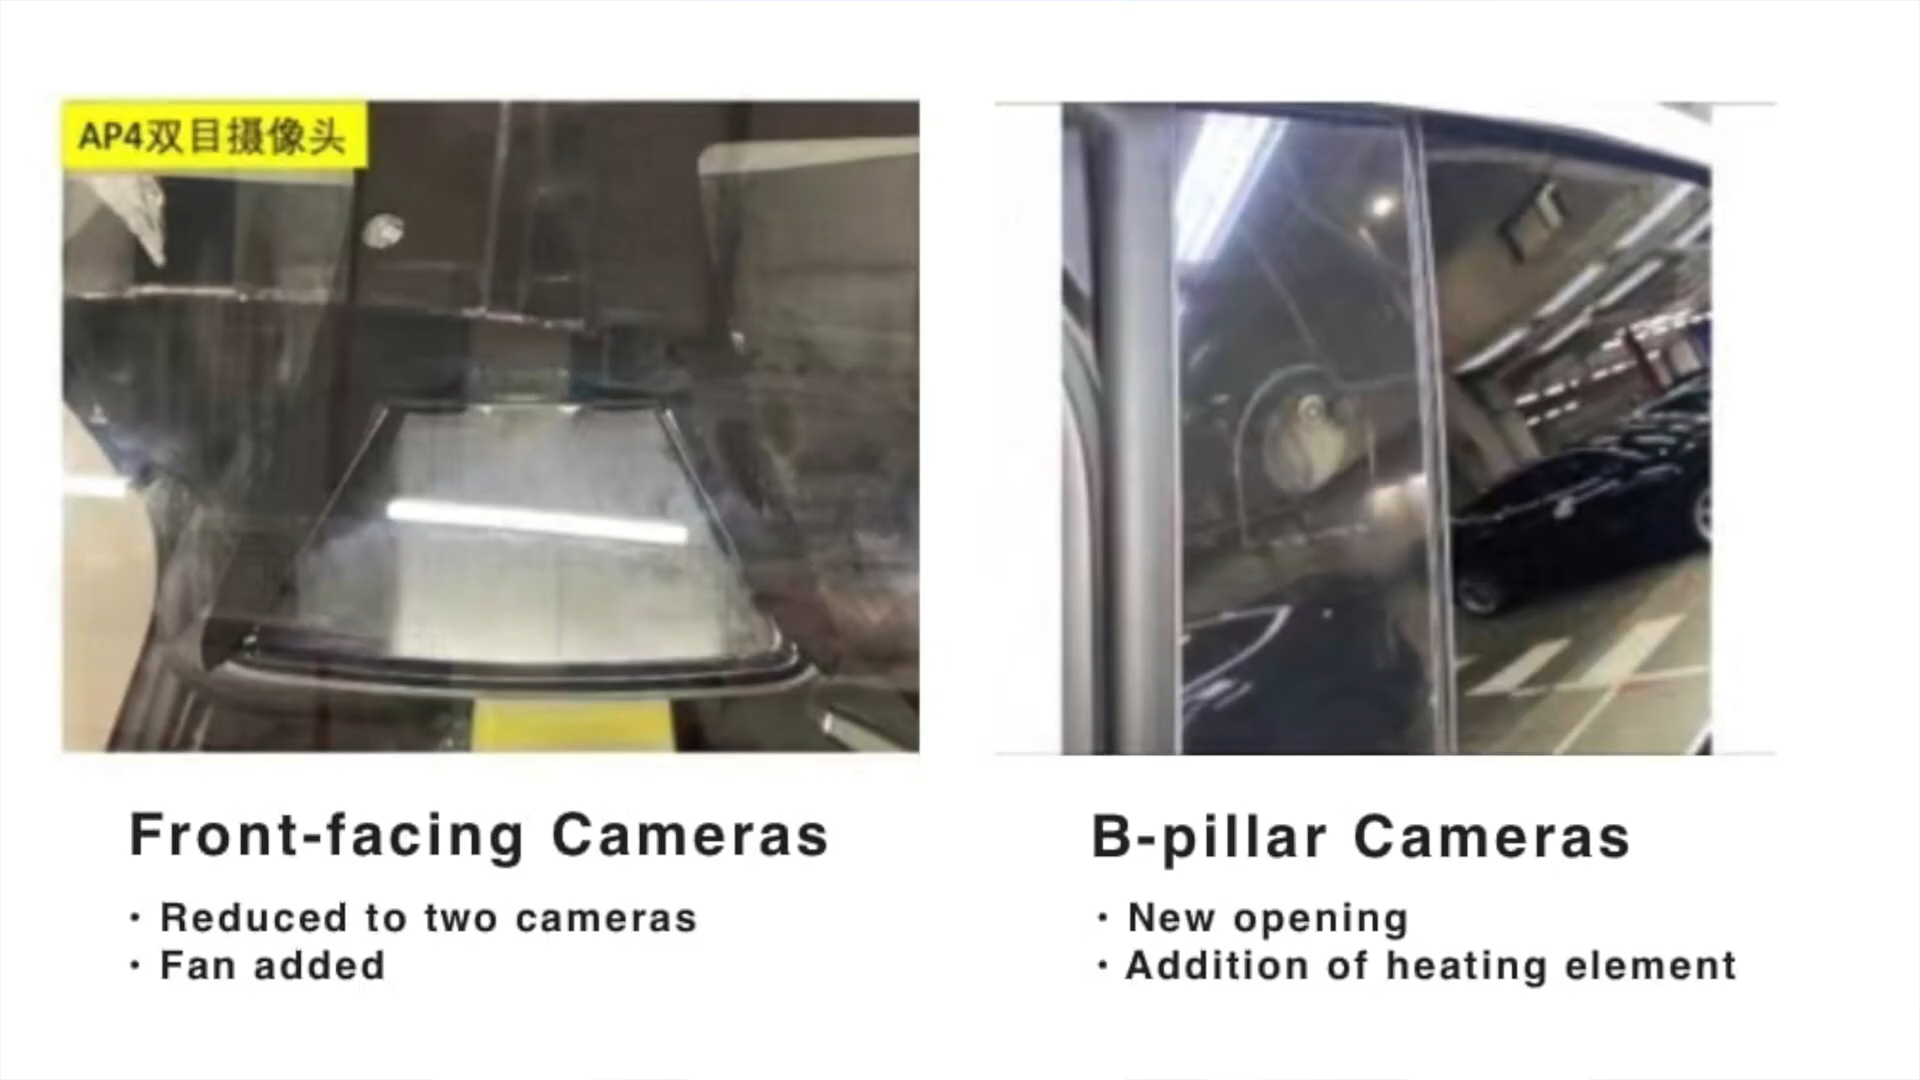 AP4双目摄像头
Front-facing Cameras
· Reduced to two cameras
· Fan added
B-pillar Cameras
· New opening
· Addition of heating element